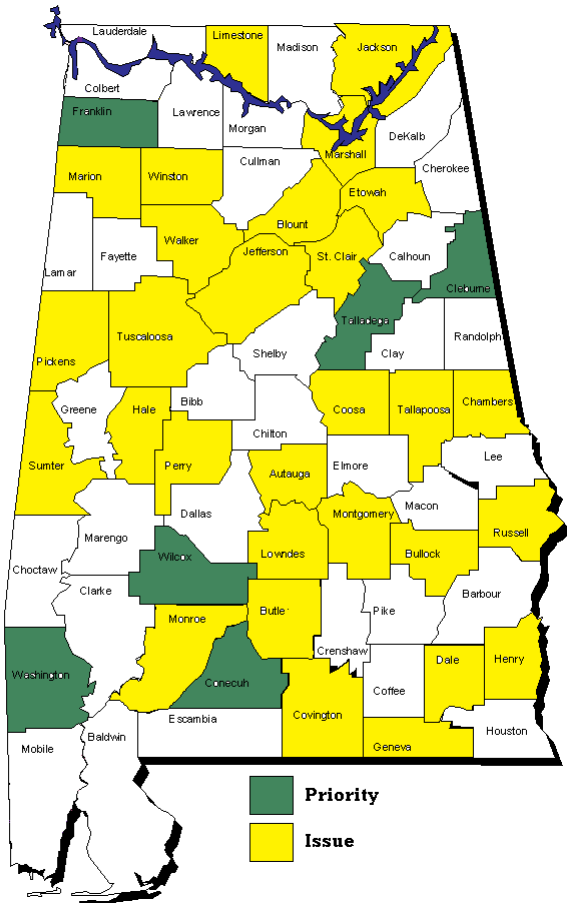 Lauderdale
Limestone
Madison
Jackson
Colbert
Franklin
Lawrence
Morgan
Marshall
DeKalb
Cherokee
Marion
Winston
Cullman
Etowah
Blount
Walker
Jefferson
St. Clair
Calhoun
Lamar
Fayette
Cleburne
Talladega
Tuscaloosa
Shelby
Clay
Randolph
Pickens
Greene
Hale
Bibb
Chilton
Coosa
Tallapoosa
Chambers
Sumter
Perry
Autauga
Elmore
Lee
Dallas
Montgomery
Macon
Russell
Marengo
Choctaw
Wilcox
Lowndes
Bullock
Clarke
Monroe
Butler
Pike
Barbour
Crenshaw
Washington
Conecuh
Coffee
Dale
Henry
Escambia
Covington
Geneva
Houston
Mobile
Baldwin
Priority
Issue